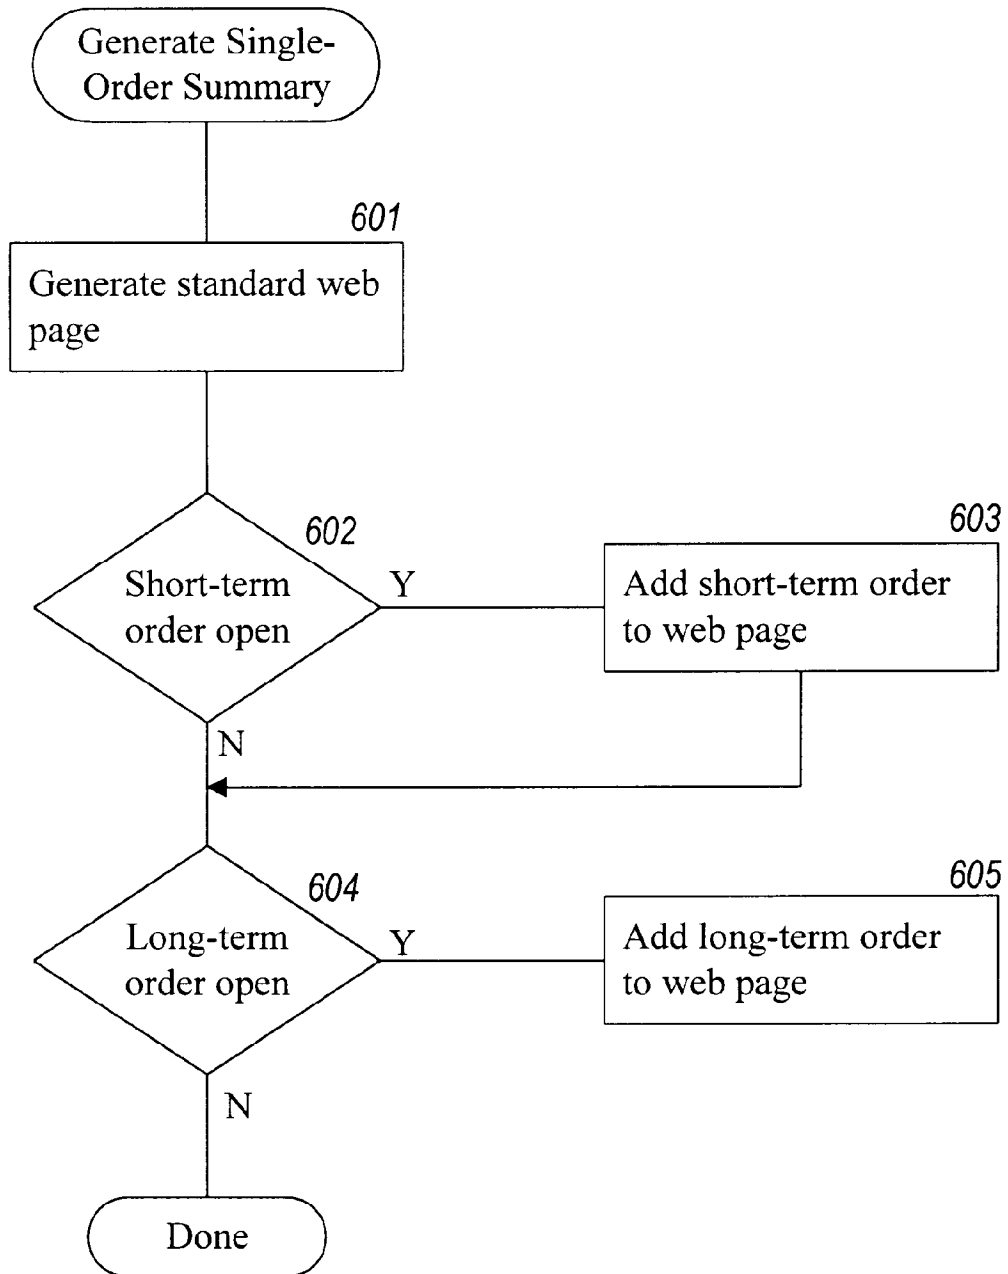 Generate Single-
Order Summary
601
Generate standard web
page
602
Short-term
order open
Y
603
Add short-term order
to web page
N
604
Long-term
order open
Y
605
Add long-term order
to web page
N
Done